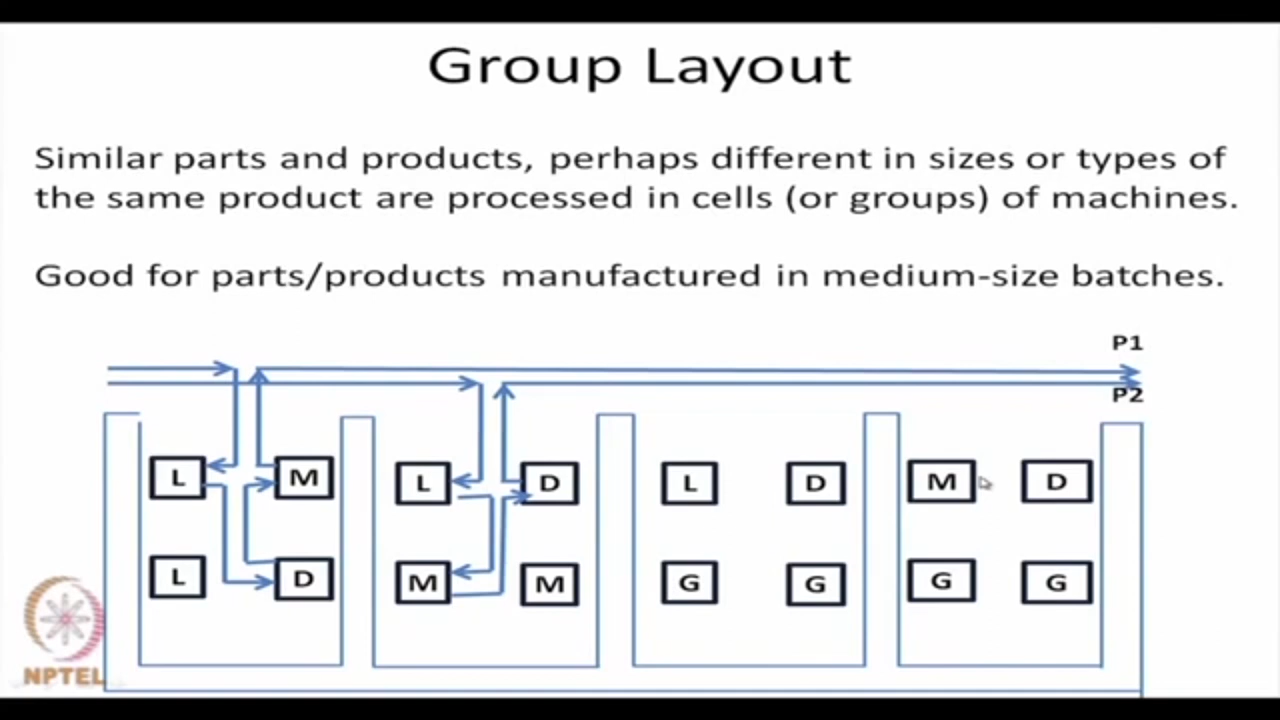 Group Layout
Similar parts and products, perhaps different in sizes or types of
the same product are processed in cells (or groups) of machines.
Good for parts/products manufactured in medium-size batches.
P1
P2
L M L D L D M D
L D M M G G G G
NPTEL